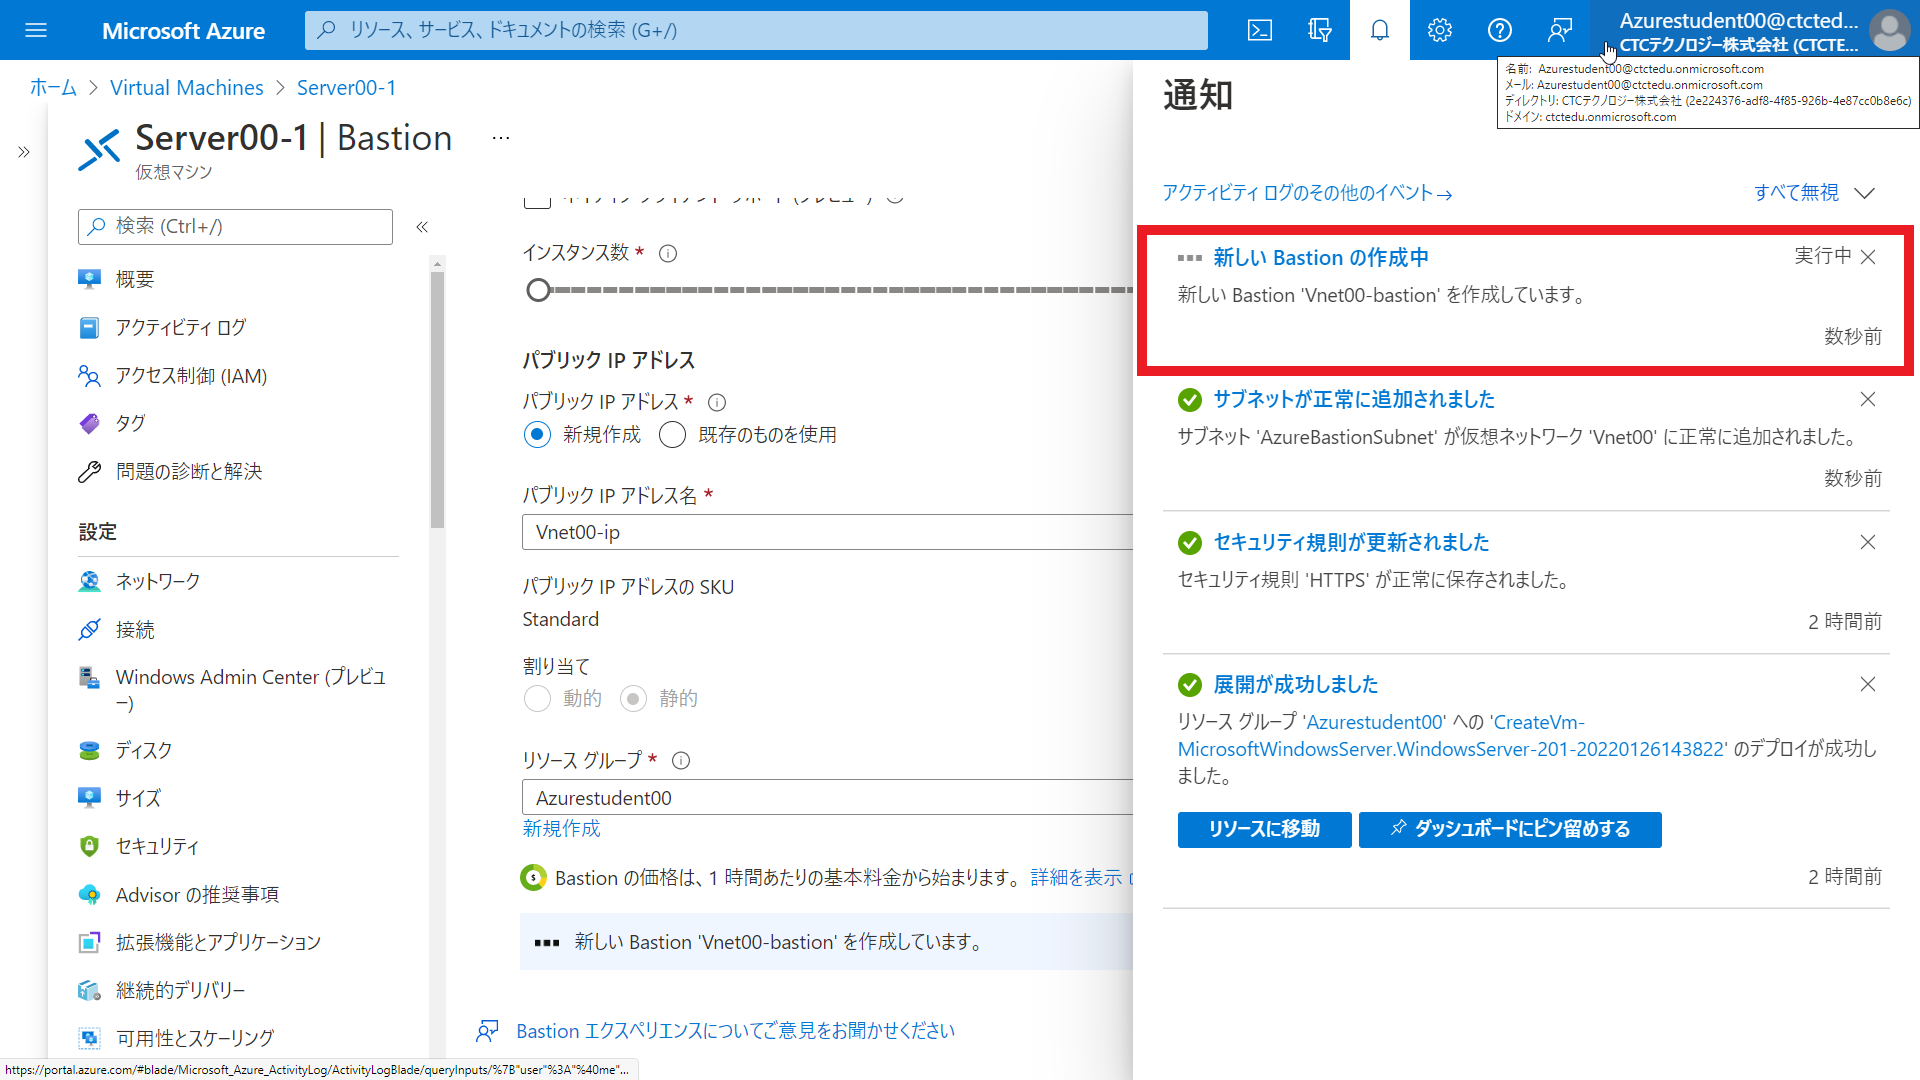 Microsoft Azure
リソース、サービス、ドキュメントの検索 (G+/)
Azurestudent00@ctcted...
CTCテクノロジー株式会社 (CTCTE...
名前: Azurestudent00@ctctedu.onmicrosoft.com
メール: Azurestudent00@ctctedu.onmicrosoft.com
ディレクトリ: CTCテクノロジー株式会社 (2e224376-adf8-4f85-926b-4e87cc0b8e6c)
ドメイン: ctctedu.onmicrosoft.com
ホーム > Virtual Machines > Server00-1
Server00-1 | Bastion ...
仮想マシン
検索 (Ctrl+/)
概要
アクティビティ ログ
アクセス制御 (IAM)
タグ
問題の診断と解決
設定
ネットワーク
接続
Windows Admin Center (プレビュ
ー)
ディスク
サイズ
セキュリティ
Advisor の推奨事項
拡張機能とアプリケーション
継続的デリバリー
可用性とスケーリング
インスタンス数 *
パブリック IP アドレス
パブリック IP アドレス *
新規作成 既存のものを使用
パブリック IP アドレス名 *
Vnet00-ip
パブリック IP アドレスの SKU
Standard
割り当て
動的 静的
リソース グループ *
Azurestudent00
新規作成
Bastion の価格は、1 時間あたりの基本料金から始まります。 詳細を表示
新しい Bastion 'Vnet00-bastion' を作成しています。
Bastion エクスペリエンスについてご意見をお聞かせください
通知
アクティビティ ログのその他のイベント→
すべて無視
新しい Bastion の作成中 実行中
新しい Bastion 'Vnet00-bastion' を作成しています。
数秒前
サブネットが正常に追加されました
サブネット 'AzureBastionSubnet' が仮想ネットワーク 'Vnet00' に正常に追加されました。
数秒前
セキュリティ規則が更新されました
セキュリティ規則 'HTTPS' が正常に保存されました。
2 時間前
展開が成功しました
リソース グループ 'Azurestudent00' への 'CreateVm-
MicrosoftWindowsServer.WindowsServer-201-20220126143822' のデプロイが成功し
ました。
リソースに移動
ダッシュボードにピン留めする
2 時間前
https://portal.azure.com/#blade/Microsoft_Azure_ActivityLog/ActivityLogBlade/queryInputs/%7B"user"%3A"%40me"...